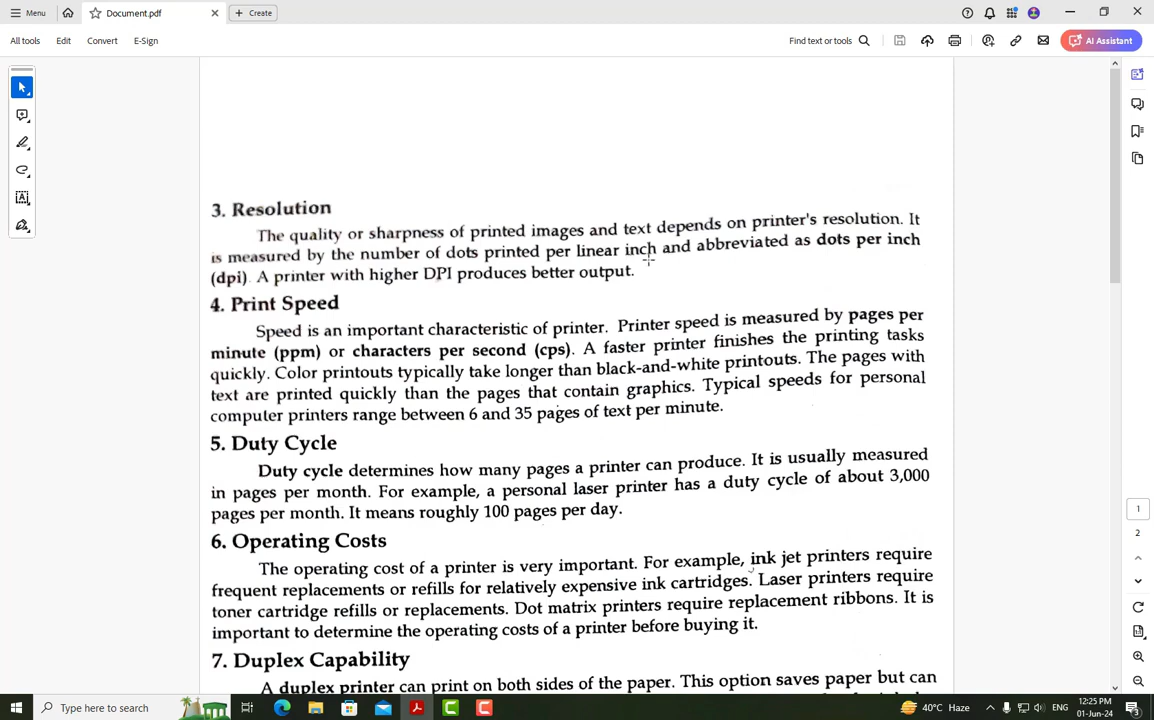 Menu
Document.pdf
Create
All tools
Edit
Convert
E-Sign
Find text or tools
AI Assistant
3. Resolution
The quality or sharpness of printed images and text depends on printer's resolution. It
is measured by the number of dots printed per linear inch and abbreviated as dots per inch
(dpi). A printer with higher DPI produces better output.
4. Print Speed
Speed is an important characteristic of printer. Printer speed is measured by pages per
minute (ppm) or characters per second (cps). A faster printer finishes the printing tasks
quickly. Color printouts typically take longer than black-and-white printouts. The pages with
text are printed quickly than the pages that contain graphics. Typical speeds for personal
computer printers range between 6 and 35 pages of text per minute.
5. Duty Cycle
Duty cycle determines how many pages a printer can produce. It is usually measured
in pages per month. For example, a personal laser printer has a duty cycle of about 3,000
pages per month. It means roughly 100 pages per day.
6. Operating Costs
The operating cost of a printer is very important. For example, ink jet printers require
frequent replacements or refills for relatively expensive ink cartridges. Laser printers require
toner cartridge refills or replacements. Dot matrix printers require replacement ribbons. It is
important to determine the operating costs of a printer before buying it.
7. Duplex Capability
A duplex printer can print on both sides of the paper. This option saves paper but can
1
2
Type here to search
40°C Haze
ENG
12:25 PM
01-Jun-24
3